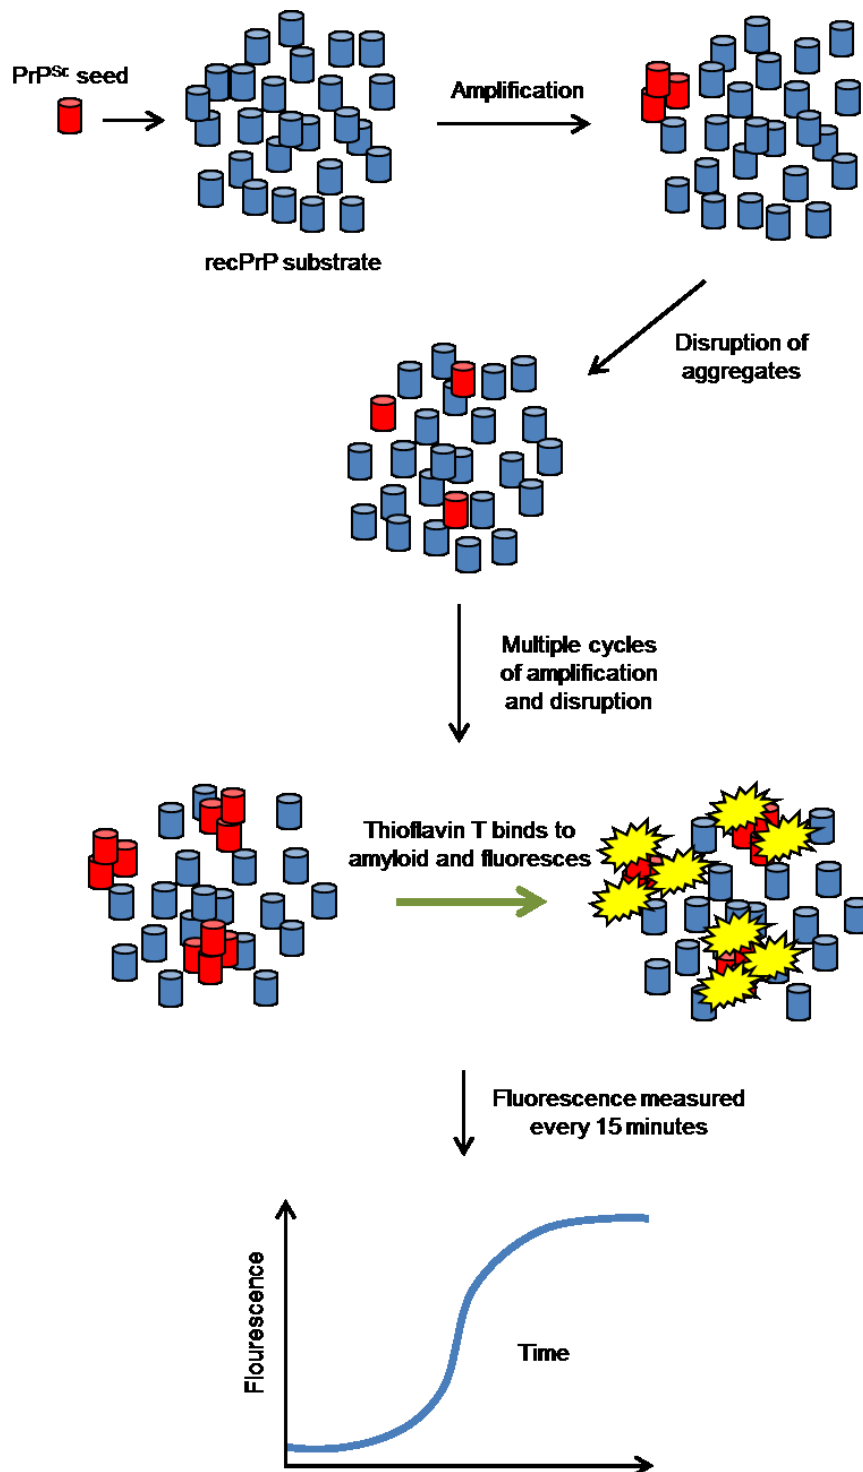 PrPSc seed
Amplification
recPrP substrate
Disruption of
aggregates
Multiple cycles
of amplification
and disruption
Thioflavin T binds to
amyloid and fluoresces
Fluorescence measured
every 15 minutes
Flourescence
Time